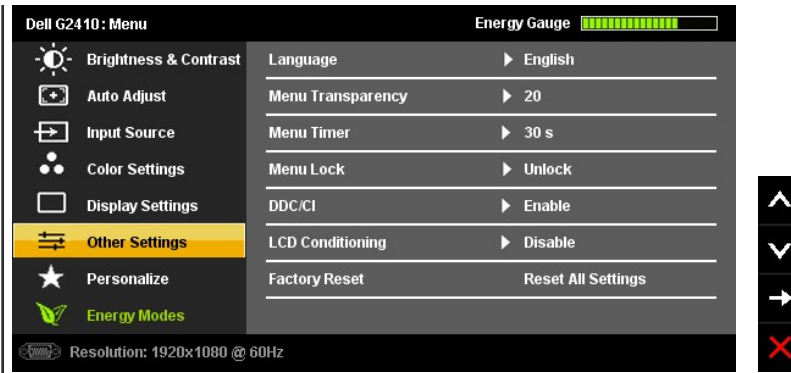 Dell G2410: Menu Energy Gauge
Brightness & Contrast Language English
Auto Adjust Menu Transparency 20
Input Source Menu Timer 30 s
Color Settings Menu Lock Unlock
Display Settings DDC/CI Enable
Other Settings LCD Conditioning Disable
Personalize Factory Reset Reset All Settings
Energy Modes
Resolution: 1920x1080 @ 60Hz